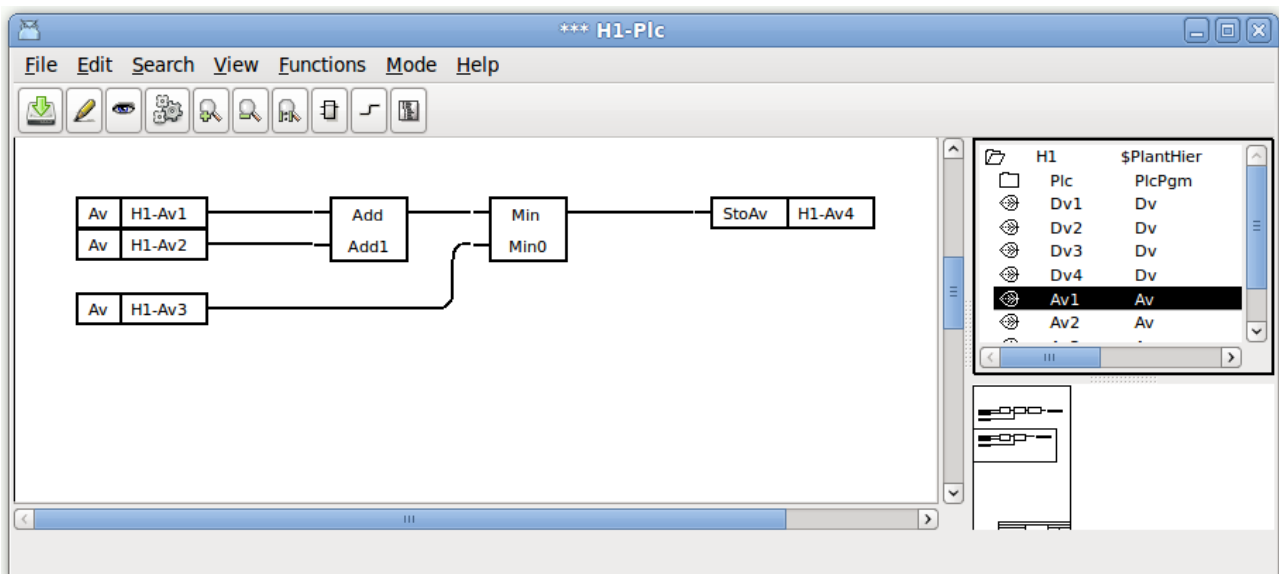 *** H1-Plc
File Edit Search View Functions Mode Help
Av H1-Av1 Add Min StoAv H1-Av4
Av H1-Av2 Add1 Min0
Av H1-Av3
H1 $PlantHier
Plc PlcPgm
Dv1 Dv
Dv2 Dv
Dv3 Dv
Dv4 Dv
Av1 Av
Av2 Av